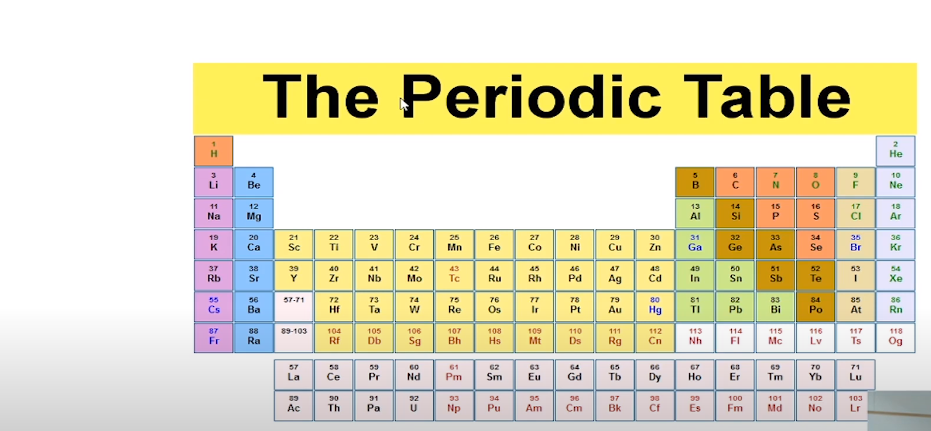 The Periodic Table
1 2
H He
3 4 5 6 7 8 9 10
Li Be B C N O F Ne
11 12 13 14 15 16 17 18
Na Mg Al Si P S Cl Ar
19 20 21 22 23 24 25 26 27 28 29 30 31 32 33 34 35 36
K Ca Sc Ti V Cr Mn Fe Co Ni Cu Zn Ga Ge As Se Br Kr
37 38 39 40 41 42 43 44 45 46 47 48 49 50 51 52 53 54
Rb Sr Y Zr Nb Mo Tc Ru Rh Pd Ag Cd In Sn Sb Te I Xe
55 56 57-71 72 73 74 75 76 77 78 79 80 81 82 83 84 85 86
Cs Ba Hf Ta W Re Os Ir Pt Au Hg Tl Pb Bi Po At Rn
87 88 89-103 104 105 106 107 108 109 110 111 112 113 114 115 116 117 118
Fr Ra Rf Db Sg Bh Hs Mt Ds Rg Cn Nh Fl Mc Lv Ts Og
57 58 59 60 61 62 63 64 65 66 67 68 69 70 71
La Ce Pr Nd Pm Sm Eu Gd Tb Dy Ho Er Tm Yb Lu
89 90 91 92 93 94 95 96 97 98 99 100 101 102 103
Ac Th Pa U Np Pu Am Cm Bk Cf Es Fm Md No Lr